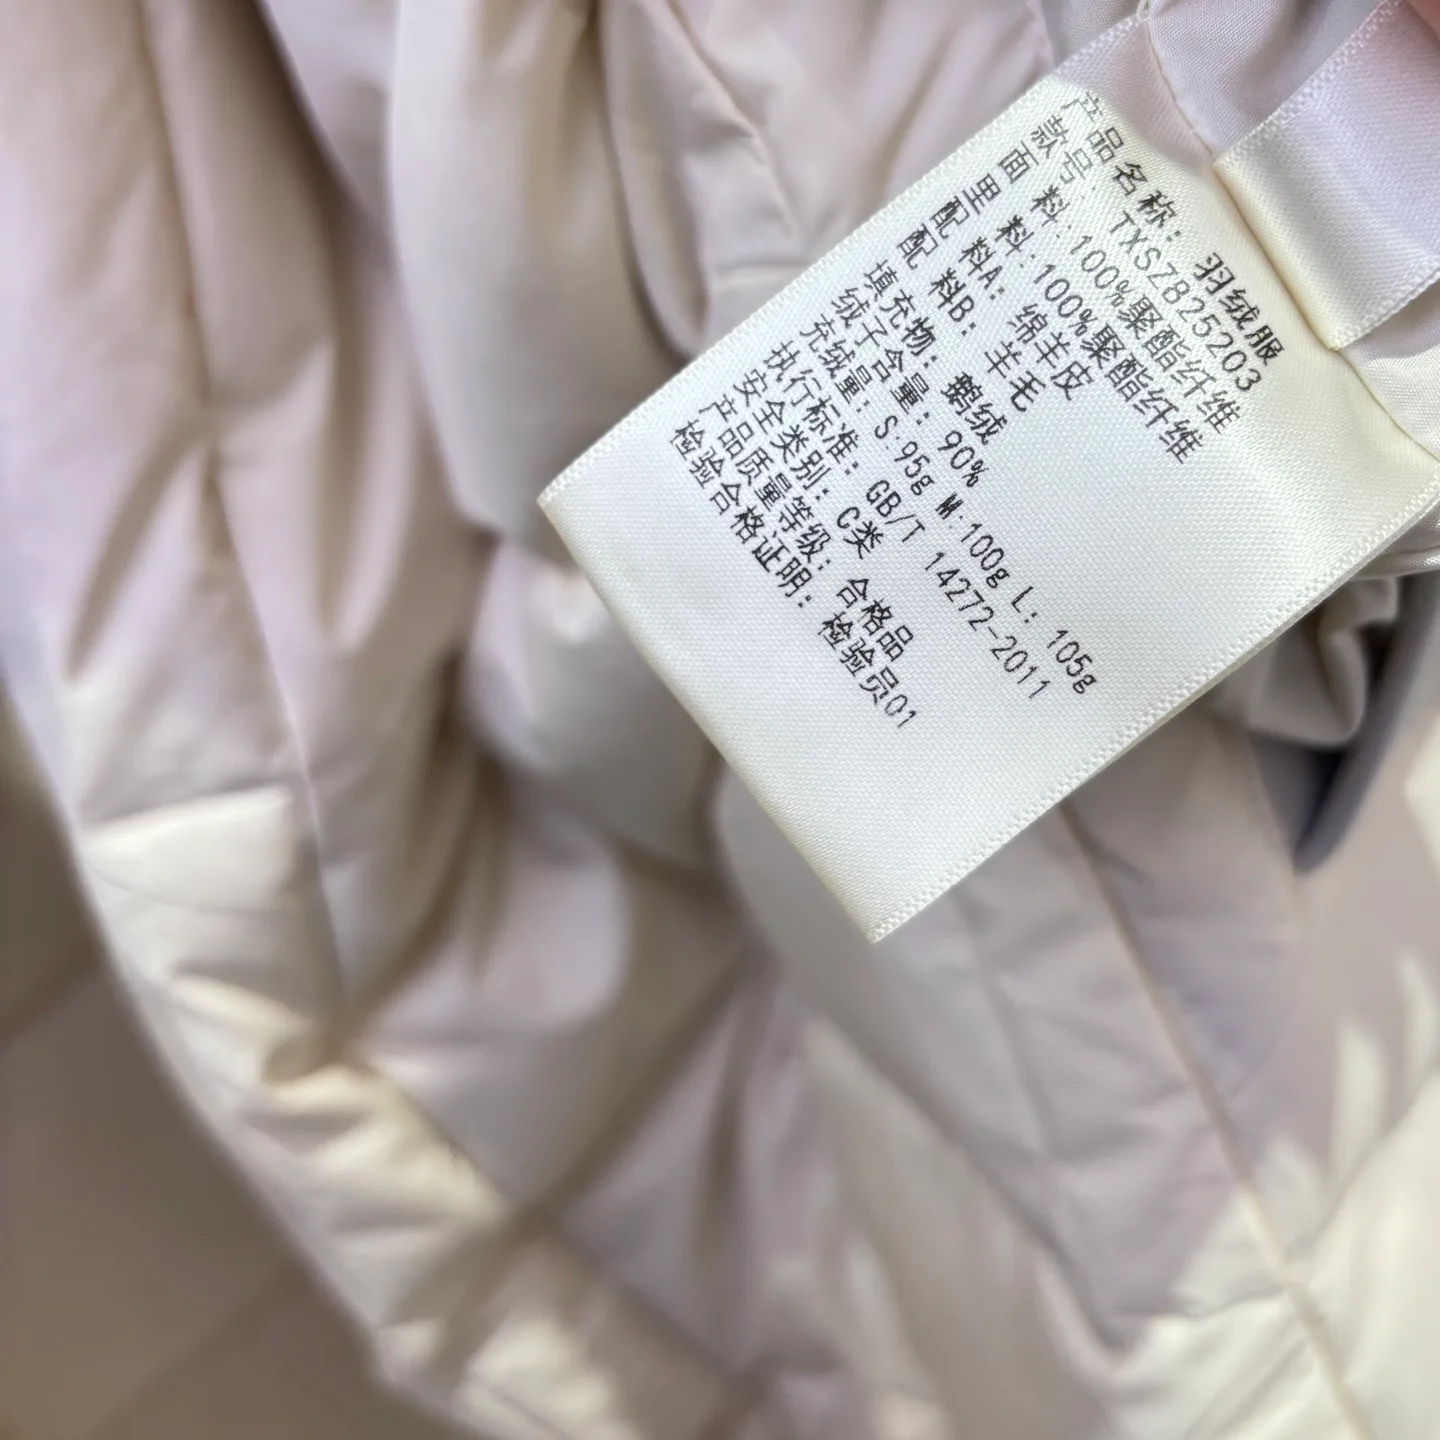 产品名称：羽绒服
款号：TXSZ825203
面料：100%聚酯纤维
里料：100%聚酯纤维
配料A：绵羊皮
配料B：羊毛
填充物：鹅绒
绒子含量：90%
充绒量：S:95g M:100g L: 105g
执行标准：GB/T 14272-2011
安全类别：C类
产品质量等级：合格品
检验合格证明：检验员01